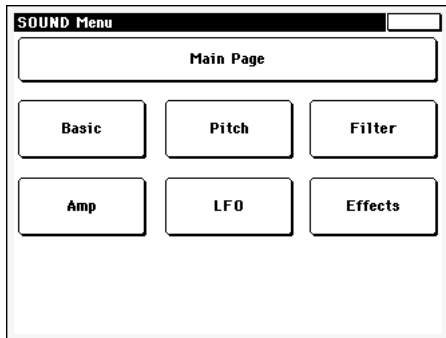 SOUND Menu
Main Page
Basic Pitch Filter
Amp LFO Effects